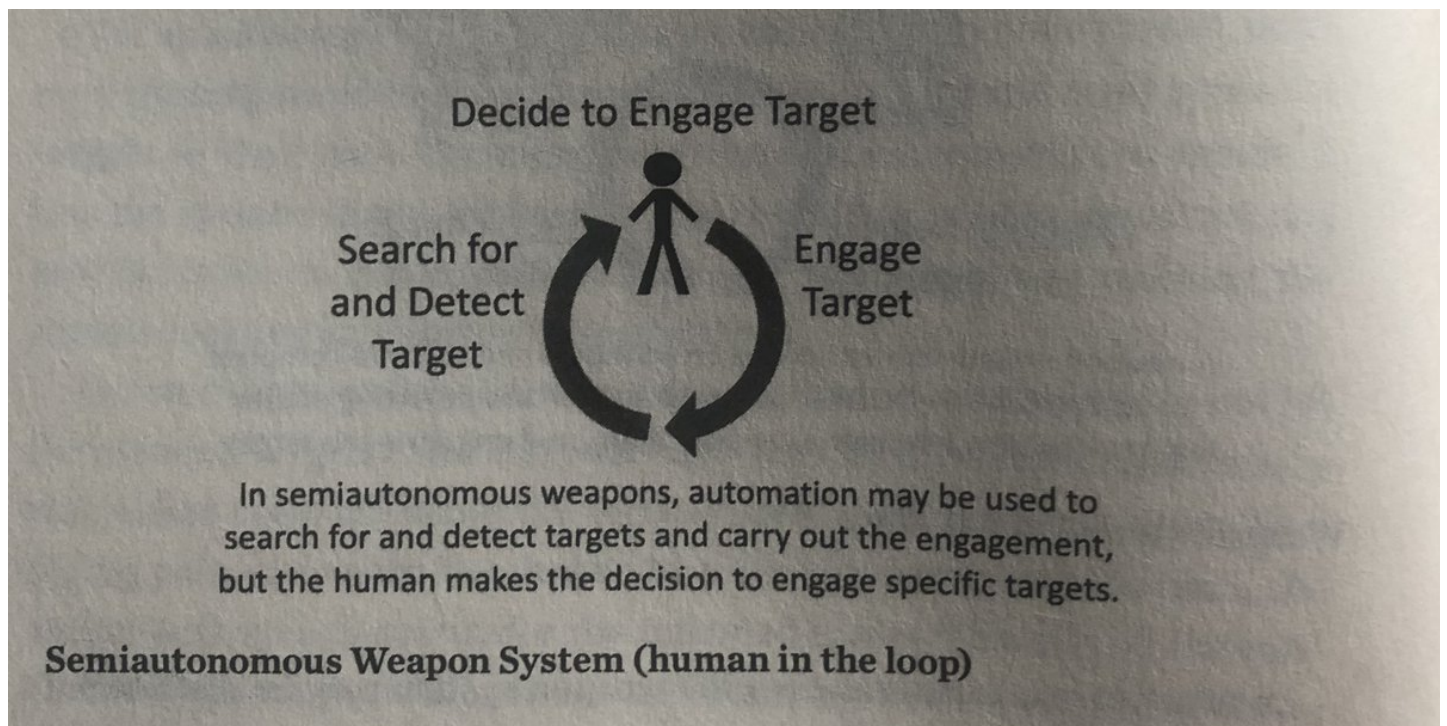 Decide to Engage Target
Search for
and Detect
Target
Engage
Target
In semiautonomous weapons, automation may be used to
search for and detect targets and carry out the engagement,
but the human makes the decision to engage specific targets.
Semiautonomous Weapon System (human in the loop)